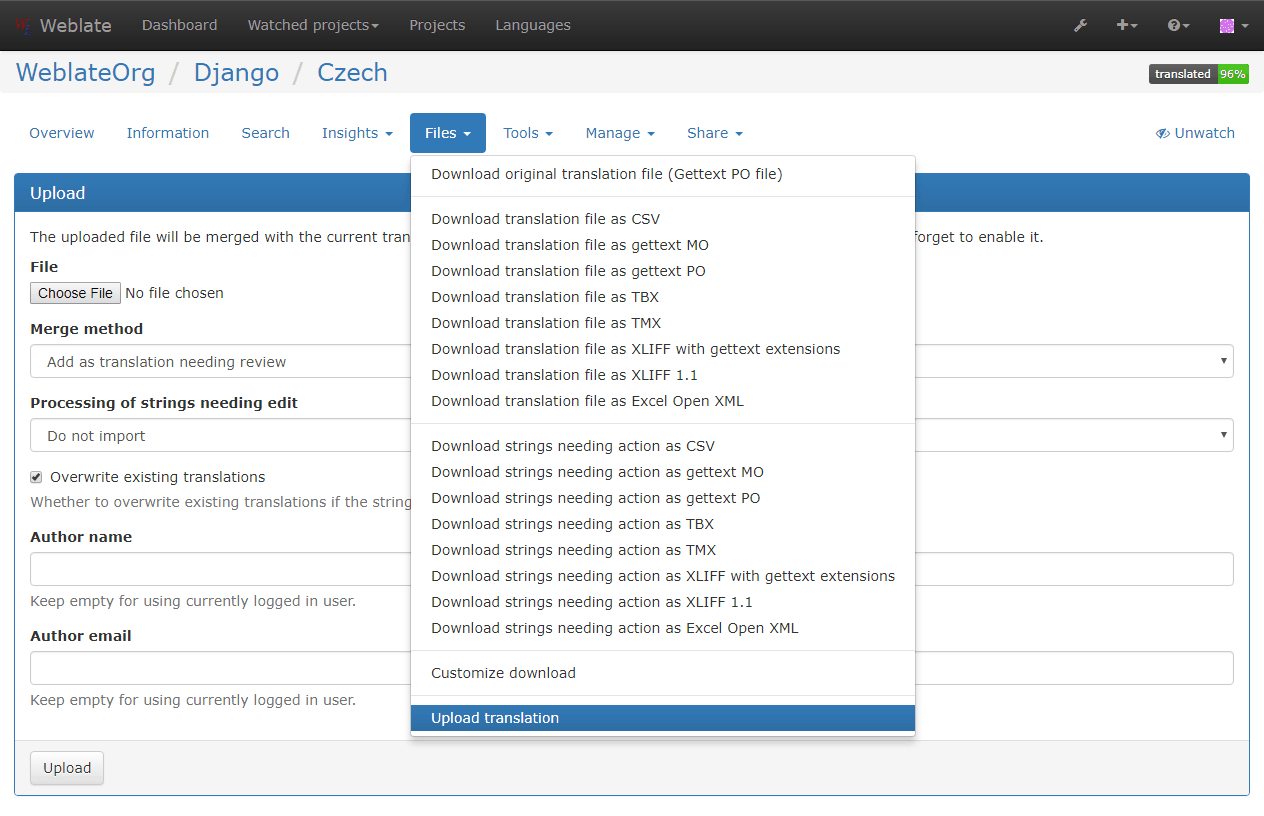 Weblate Dashboard Watched projects Projects Languages
WeblateOrg / Django / Czech translated 96%
Overview Information Search Insights Files Tools Manage Share Unwatch
Download original translation file (Gettext PO file)
Download translation file as CSV
Download translation file as gettext MO
Download translation file as gettext PO
Download translation file as TBX
Download translation file as TMX
Download translation file as XLIFF with gettext extensions
Download translation file as XLIFF 1.1
Download translation file as Excel Open XML
Download strings needing action as CSV
Download strings needing action as gettext MO
Download strings needing action as gettext PO
Download strings needing action as TBX
Download strings needing action as TMX
Download strings needing action as XLIFF with gettext extensions
Download strings needing action as XLIFF 1.1
Download strings needing action as Excel Open XML
Customize download
Upload translation
Upload
The uploaded file will be merged with the current tran forget to enable it.
File
Choose File No file chosen
Merge method
Add as translation needing review
Processing of strings needing edit
Do not import
Overwrite existing translations
Whether to overwrite existing translations if the string
Author name
Keep empty for using currently logged in user.
Author email
Keep empty for using currently logged in user.
Upload